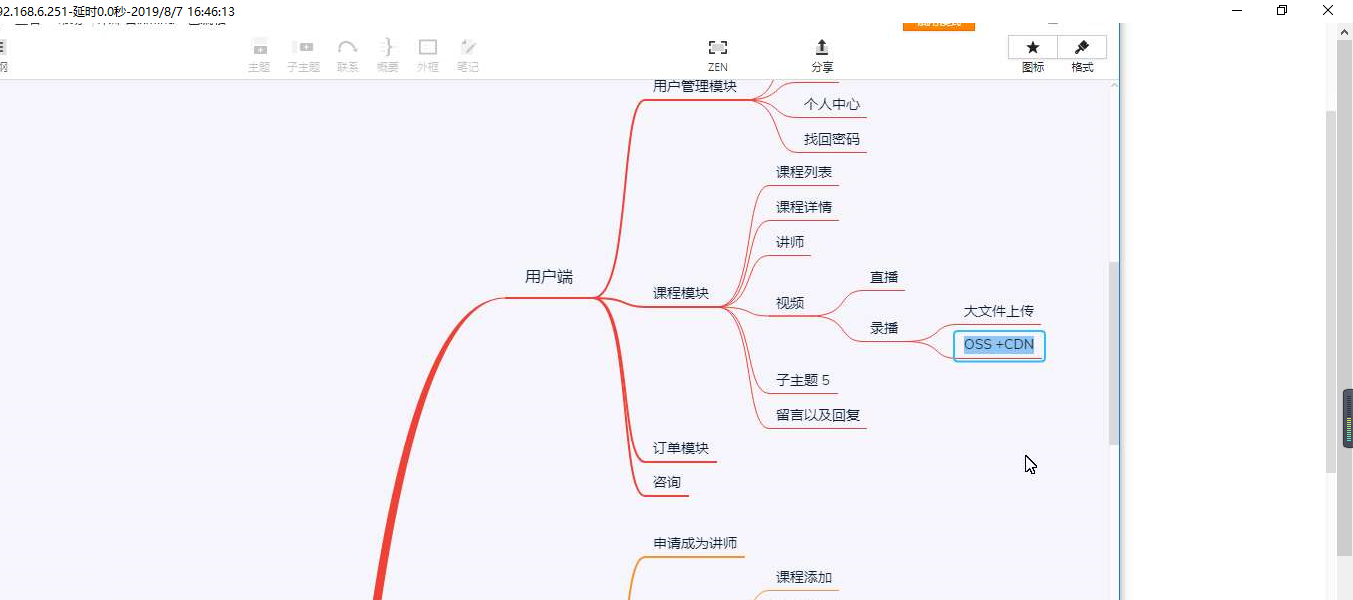 92.168.6.251-延时0.0秒-2019/8/7 16:46:13
纲
主题
子主题
联系
概要
外框
笔记
ZEN
分享
图标
格式
用户管理模块
个人中心
找回密码
课程列表
课程详情
讲师
用户端
直播
课程模块
视频
大文件上传
录播
OSS +CDN
子主题 5
留言以及回复
订单模块
咨询
申请成为讲师
课程添加